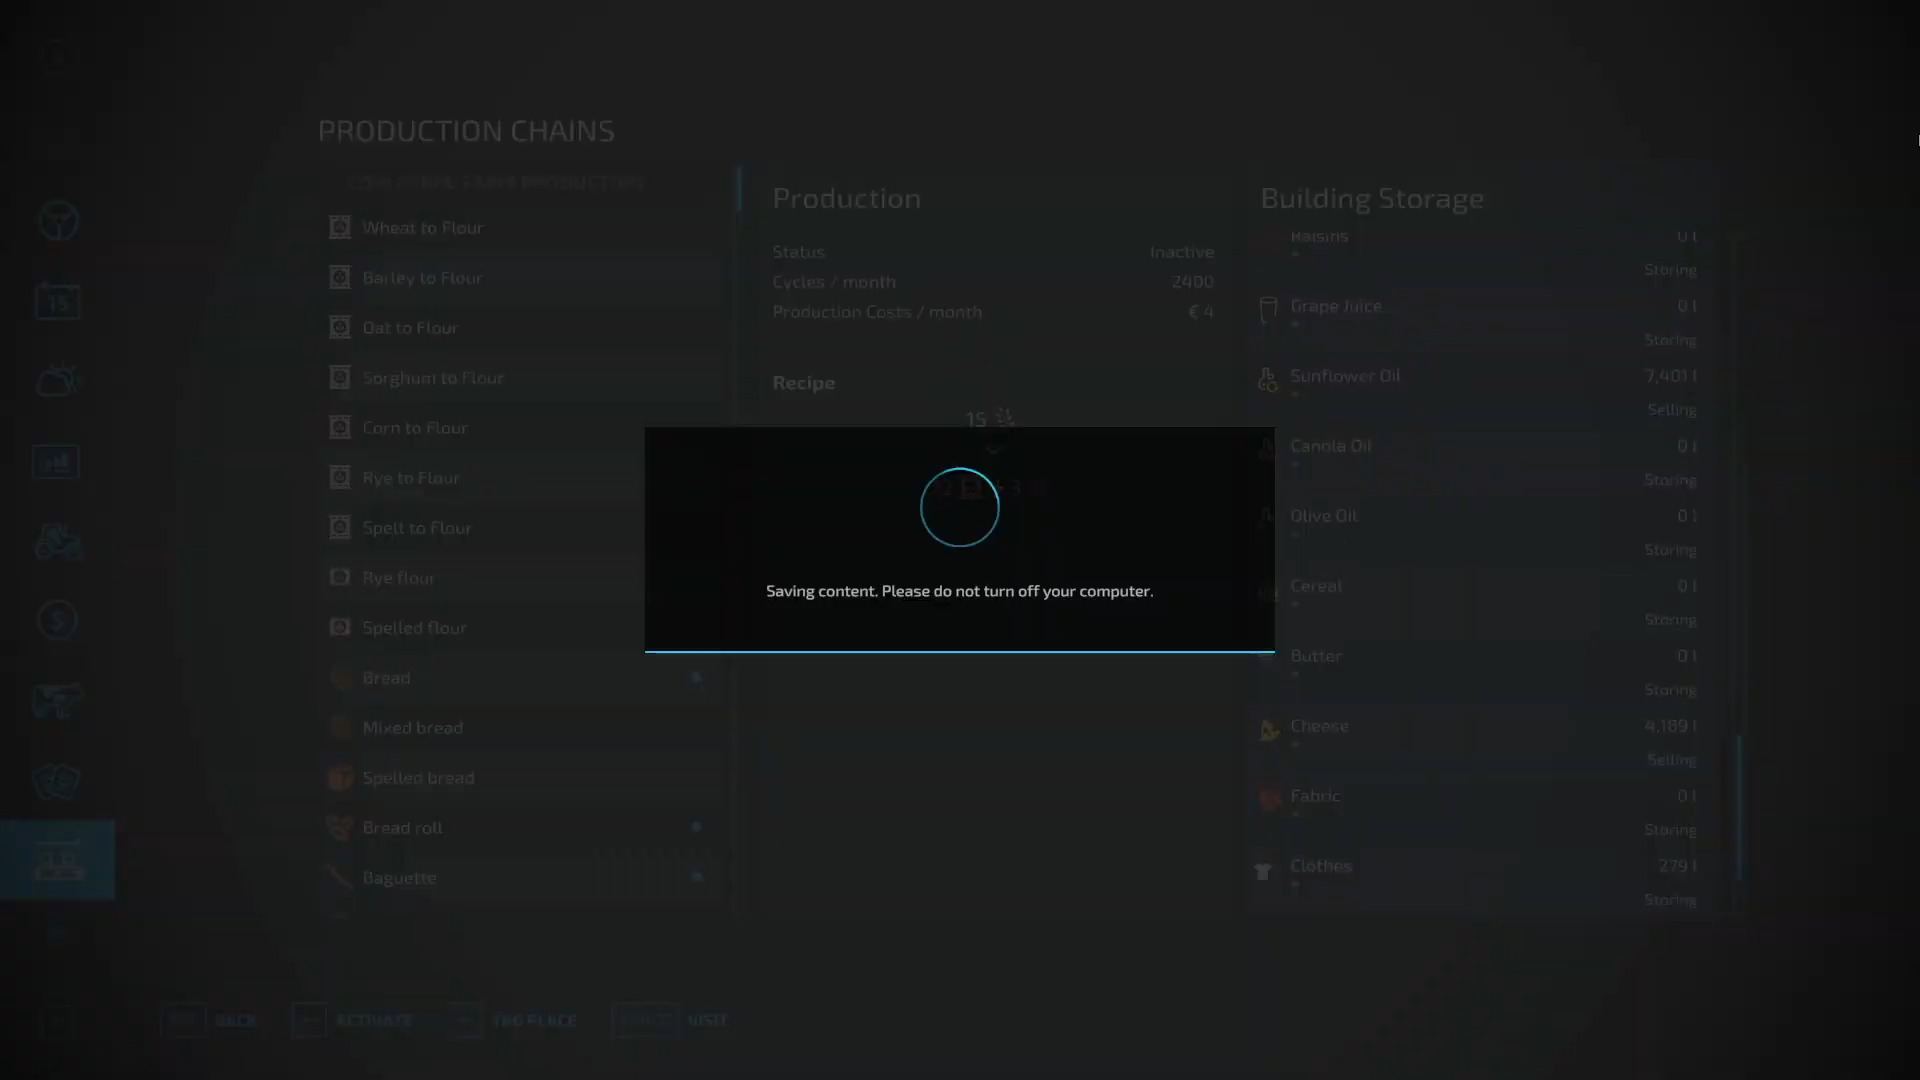 PRODUCTION CHAINS
Wheat to Flour
Barley to Flour
Oat to Flour
Sorghum to Flour
Corn to Flour
Rye to Flour
Spelt to Flour
Rye flour
Spelled flour
Bread
Mixed bread
Spelled bread
Bread roll
Baguette
Production
Status Inactive
Cycles / month 2400
Production Costs / month € 4
Recipe
15
Saving content. Please do not turn off your computer.
Building Storage
Raisins 0 l
Storing
Grape Juice 0 l
Storing
Sunflower Oil 7,401 l
Selling
Canola Oil 0 l
Storing
Olive Oil 0 l
Storing
Cereal 0 l
Storing
Butter 0 l
Storing
Cheese 4,189 l
Selling
Fabric 0 l
Storing
Clothes 279 l
Storing
15
BACK ACTIVATE VISIT